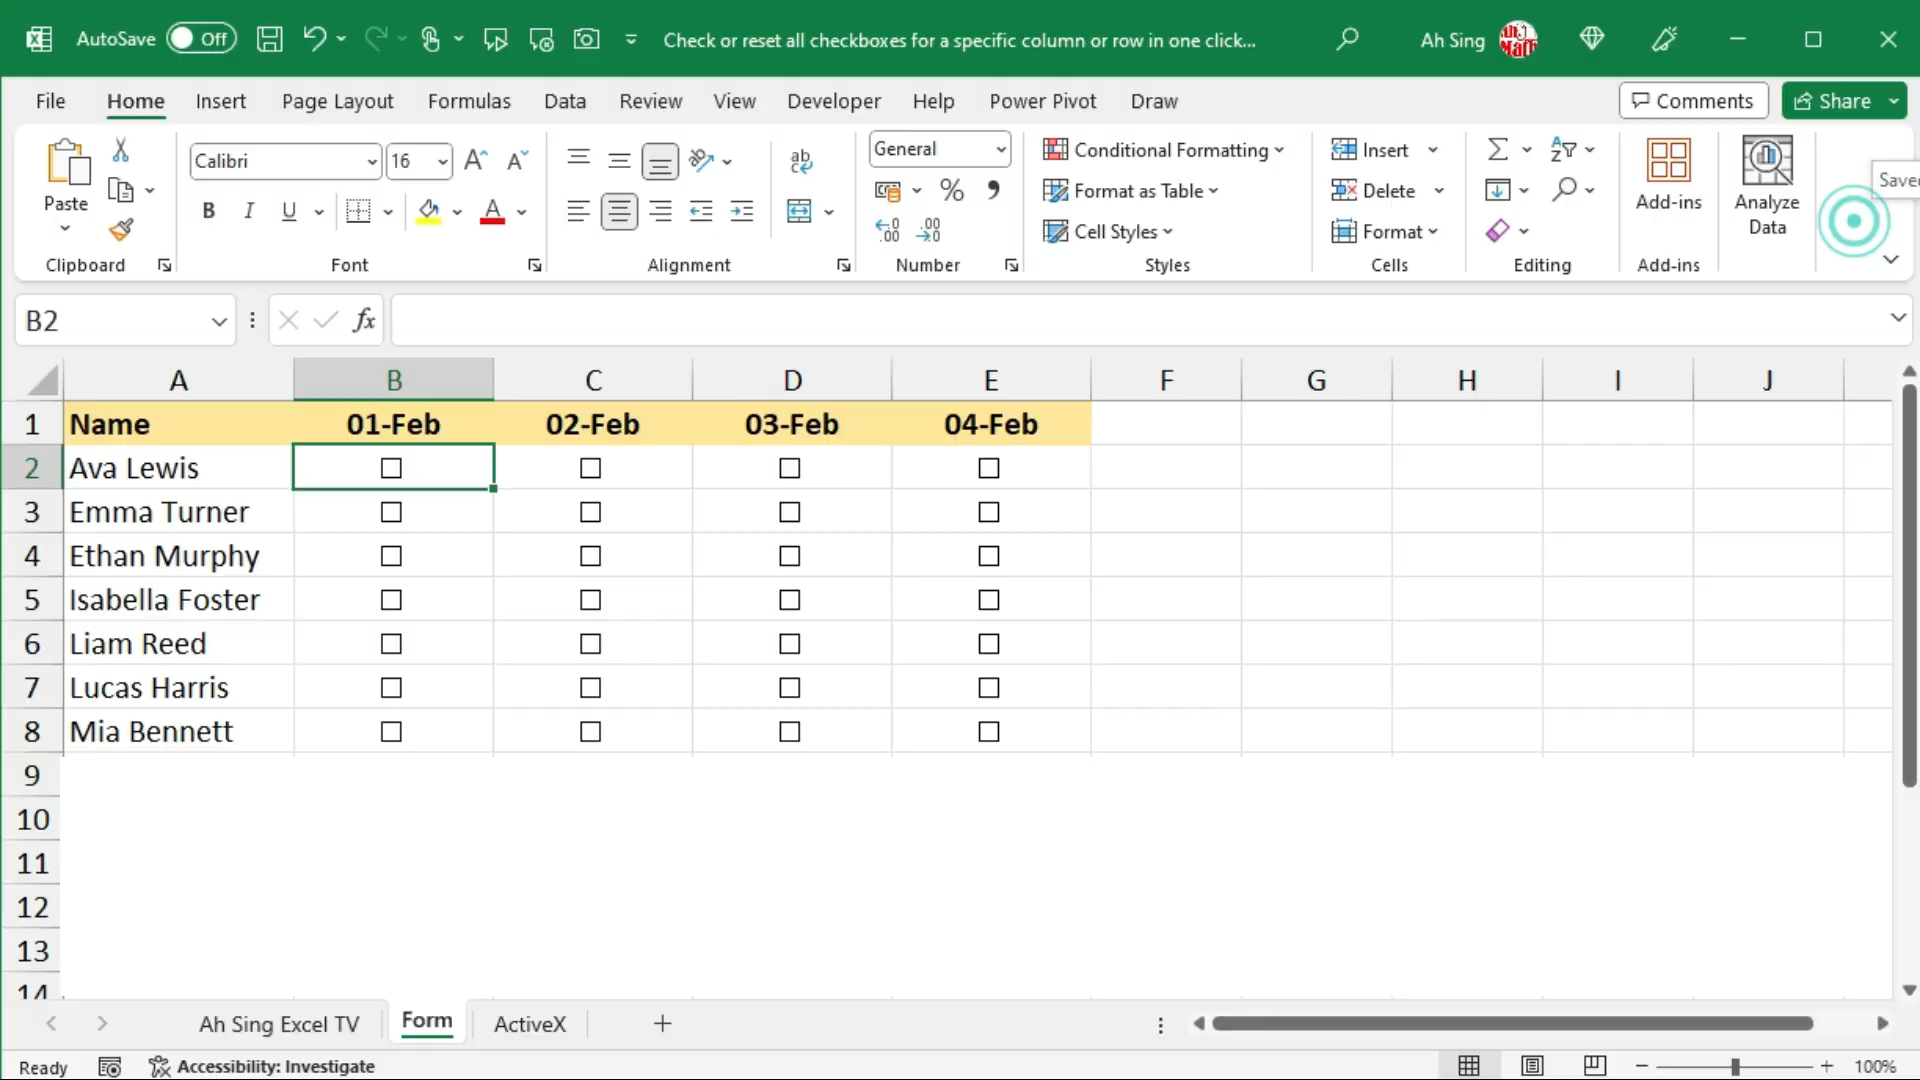 AutoSave Off Check or reset all checkboxes for a specific column or row in one click... Ah Sing
File Home Insert Page Layout Formulas Data Review View Developer Help Power Pivot Draw Comments Share
Paste Calibri 16 General Conditional Formatting Insert Add-ins Analyze Data Save
Format as Table Delete
B I U A Cell Styles Format
Clipboard Font Alignment Number Styles Cells Editing Add-ins
B2 fx
A B C D E F G H I J
1 Name 01-Feb 02-Feb 03-Feb 04-Feb
2 Ava Lewis
3 Emma Turner
4 Ethan Murphy
5 Isabella Foster
6 Liam Reed
7 Lucas Harris
8 Mia Bennett
9
10
11
12
13
14
Ah Sing Excel TV Form ActiveX
Ready Accessibility: Investigate 100%